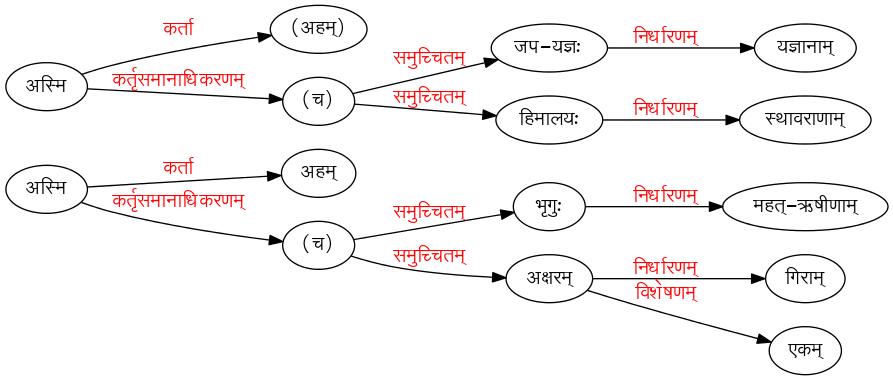 कर्ता
(अहम्)
अस्मि
कर्तृसमानाधिकरणम्
(च)
समुच्चितम्
जप-यज्ञः
निर्धारणम्
यज्ञानाम्
समुच्चितम्
हिमालयः
निर्धारणम्
स्थावराणाम्
अस्मि
कर्ता
अहम्
कर्तृसमानाधिकरणम्
(च)
समुच्चितम्
भृगुः
निर्धारणम्
महत्-ऋषीणाम्
समुच्चितम्
अक्षरम्
निर्धारणम्
गिराम्
विशेषणम्
एकम्